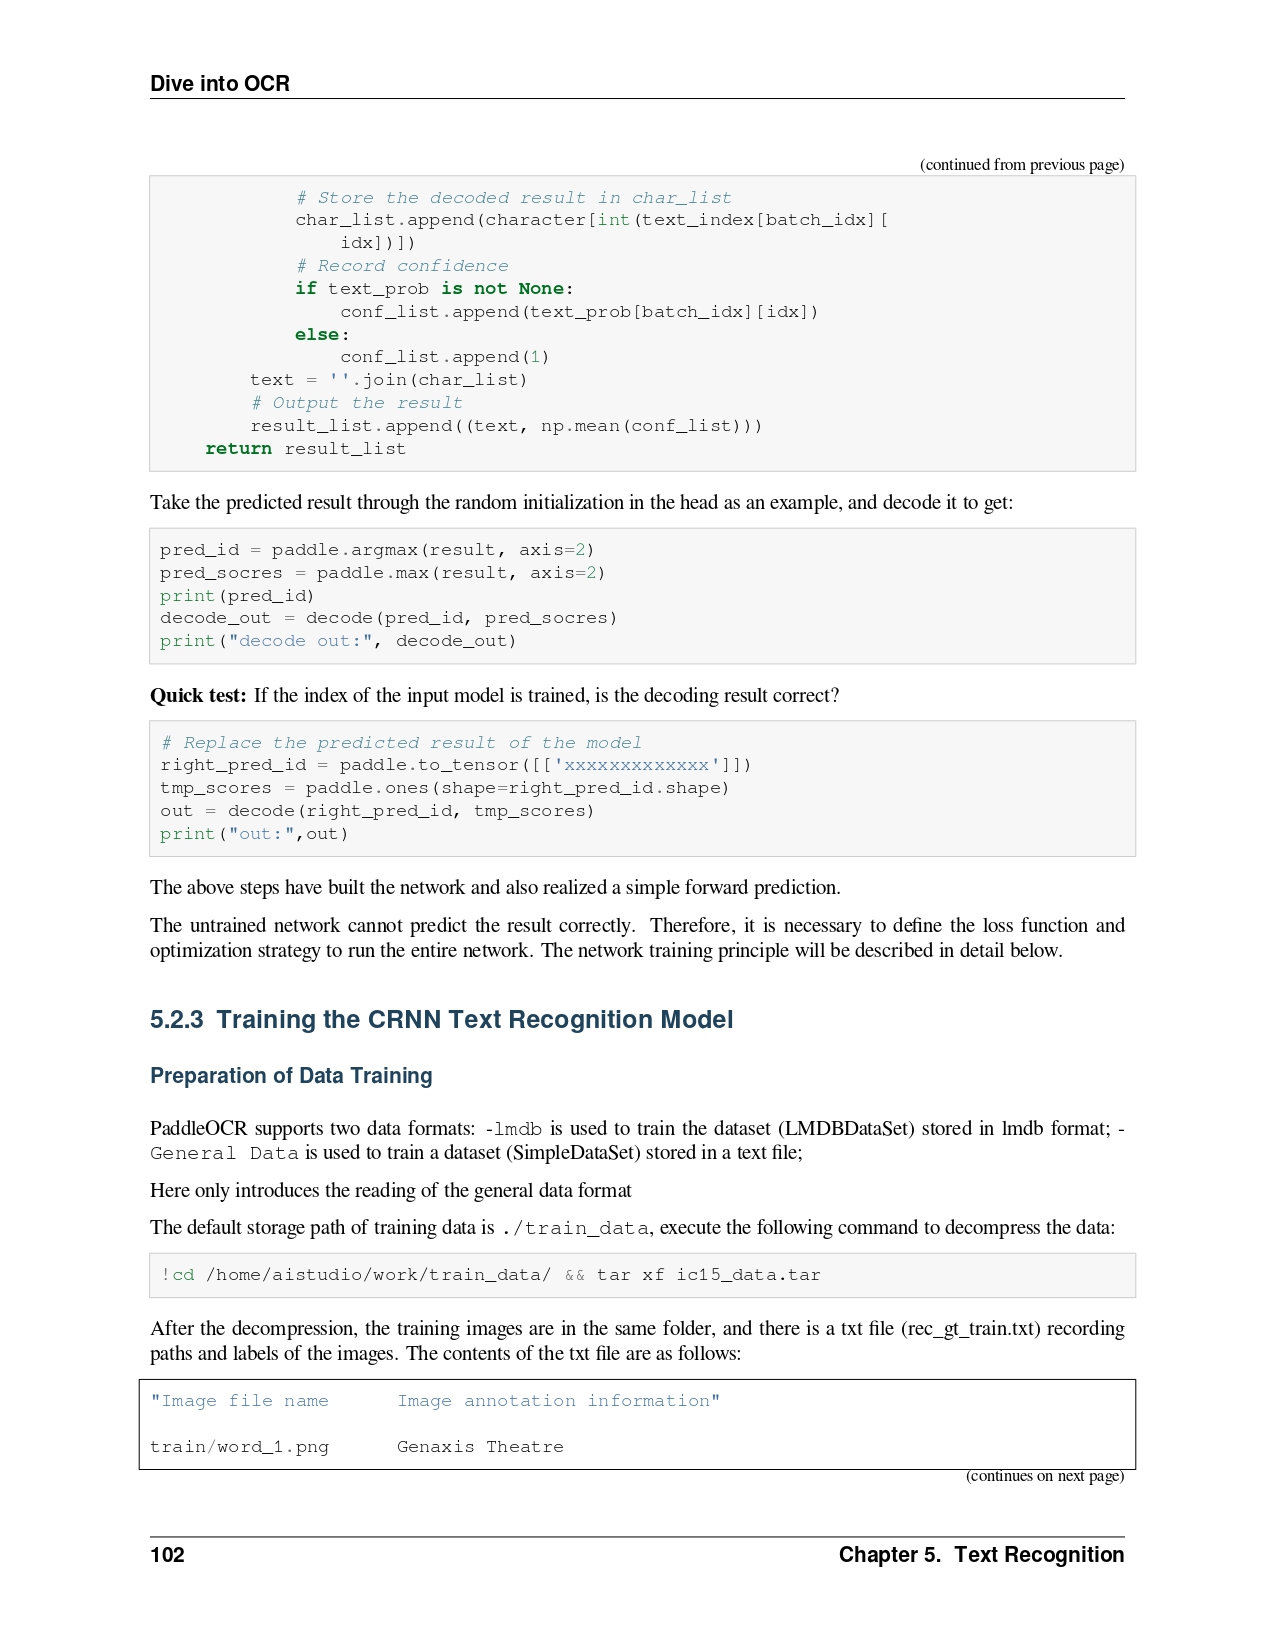 Dive into OCR
(continued from previous page)
            # Store the decoded result in char_list
            char_list.append(character[int(text_index[batch_idx][
                idx])])
            # Record confidence
            if text_prob is not None:
                conf_list.append(text_prob[batch_idx][idx])
            else:
                conf_list.append(1)
        text = ''.join(char_list)
        # Output the result
        result_list.append((text, np.mean(conf_list)))
    return result_list
Take the predicted result through the random initialization in the head as an example, and decode it to get:
pred_id = paddle.argmax(result, axis=2)
pred_socres = paddle.max(result, axis=2)
print(pred_id)
decode_out = decode(pred_id, pred_socres)
print("decode out:", decode_out)
Quick test: If the index of the input model is trained, is the decoding result correct?
# Replace the predicted result of the model
right_pred_id = paddle.to_tensor([['xxxxxxxxxxxxx']])
tmp_scores = paddle.ones(shape=right_pred_id.shape)
out = decode(right_pred_id, tmp_scores)
print("out:",out)
The above steps have built the network and also realized a simple forward prediction.
The untrained network cannot predict the result correctly. Therefore, it is necessary to define the loss function and
optimization strategy to run the entire network. The network training principle will be described in detail below.
5.2.3 Training the CRNN Text Recognition Model
Preparation of Data Training
PaddleOCR supports two data formats: -lmdb is used to train the dataset (LMDBDataSet) stored in lmdb format; -
General Data is used to train a dataset (SimpleDataSet) stored in a text file;
Here only introduces the reading of the general data format
The default storage path of training data is ./train_data, execute the following command to decompress the data:
!cd /home/aistudio/work/train_data/ && tar xf ic15_data.tar
After the decompression, the training images are in the same folder, and there is a txt file (rec_gt_train.txt) recording
paths and labels of the images. The contents of the txt file are as follows:
"Image file name      Image annotation information"
train/word_1.png      Genaxis Theatre
(continues on next page)
102 Chapter 5. Text Recognition